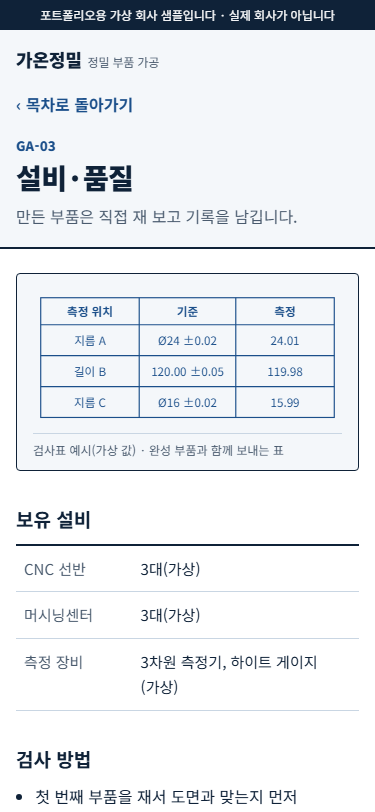 포트폴리오용 가상 회사 샘플입니다 · 실제 회사가 아닙니다
가온정밀 정밀 부품 가공
‹ 목차로 돌아가기
GA-03
설비·품질
만든 부품은 직접 재 보고 기록을 남깁니다.
측정 위치 기준 측정
지름 A Ø24 ±0.02 24.01
길이 B 120.00 ±0.05 119.98
지름 C Ø16 ±0.02 15.99
검사표 예시(가상 값) · 완성 부품과 함께 보내는 표
보유 설비
CNC 선반 3대(가상)
머시닝센터 3대(가상)
측정 장비 3차원 측정기, 하이트 게이지
(가상)
검사 방법
• 첫 번째 부품을 재서 도면과 맞는지 먼저